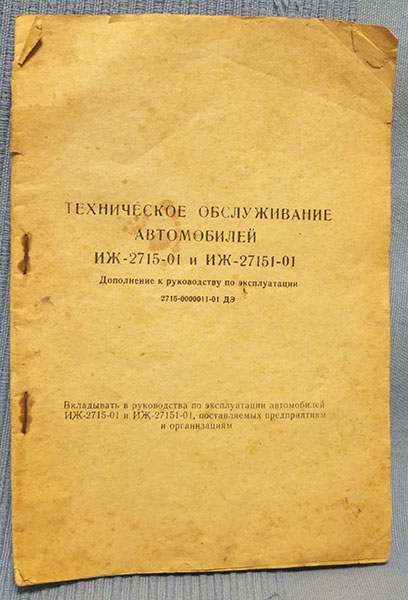 ТЕХНИЧЕСКОЕ ОБСЛУЖИВАНИЕ
АВТОМОБИЛЕЙ
ИЖ-2715-01 и ИЖ-27151-01
Дополнение к руководству по эксплуатации
2715-0000011-01 ДЭ
Вкладывать в руководства по эксплуатации автомобилей
ИЖ-2715-01 и ИЖ-27151-01, поставляемых предприятиям
и организациям